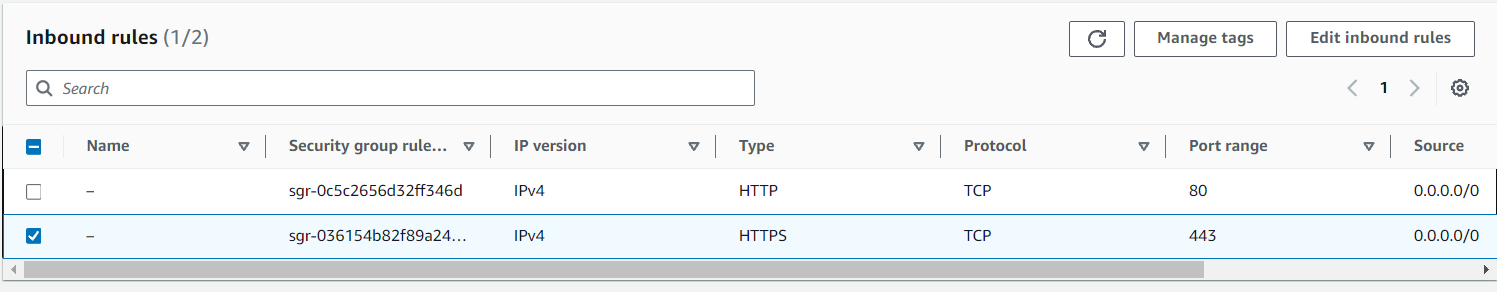 Inbound rules (1/2)
Manage tags
Edit inbound rules
Search
1
Name Security group rule... IP version Type Protocol Port range Source
– sgr-0c5c2656d32ff346d IPv4 HTTP TCP 80 0.0.0.0/0
– sgr-036154b82f89a24... IPv4 HTTPS TCP 443 0.0.0.0/0